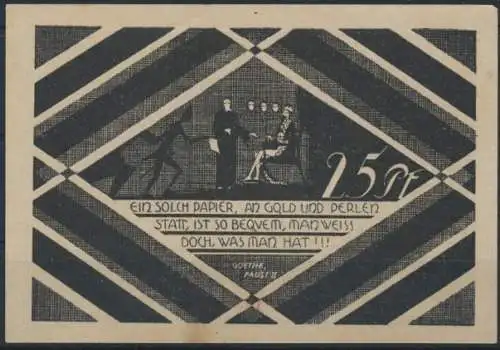 25 Pf
EIN SOLCH PAPIER, AN GOLD UND PERLEN
STATT, IST SO BEQVEM, MAN WEISS
DOCH, WAS MAN HAT!!!
GOETHE,
FAUST II